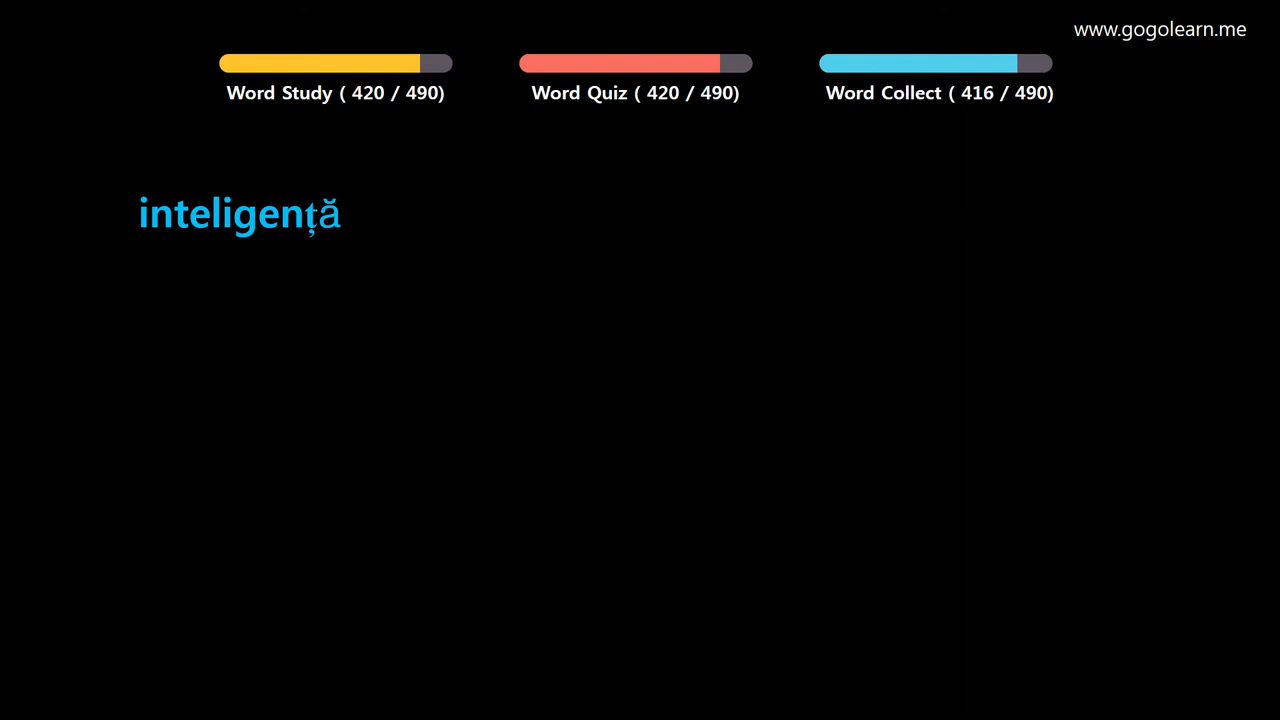 www.gogolearn.me
Word Study ( 420 / 490)
Word Quiz ( 420 / 490)
Word Collect ( 416 / 490)
inteligență